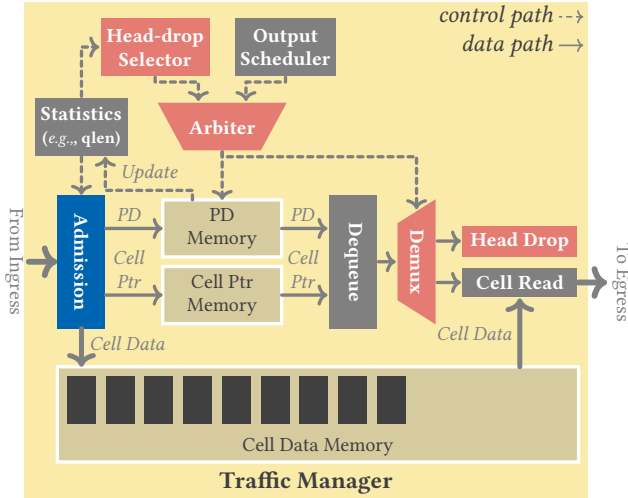 control path
data path
Head-drop
Selector
Output
Scheduler
Arbiter
Statistics
(e.g.,, qlen)
Update
From Ingress
Admission
PD
Cell
Ptr
PD
Memory
Cell Ptr
Memory
PD
Cell
Ptr
Dequeue
Demux
Head Drop
Cell Read
To Egress
Cell Data
Cell Data
Cell Data Memory
Traffic Manager